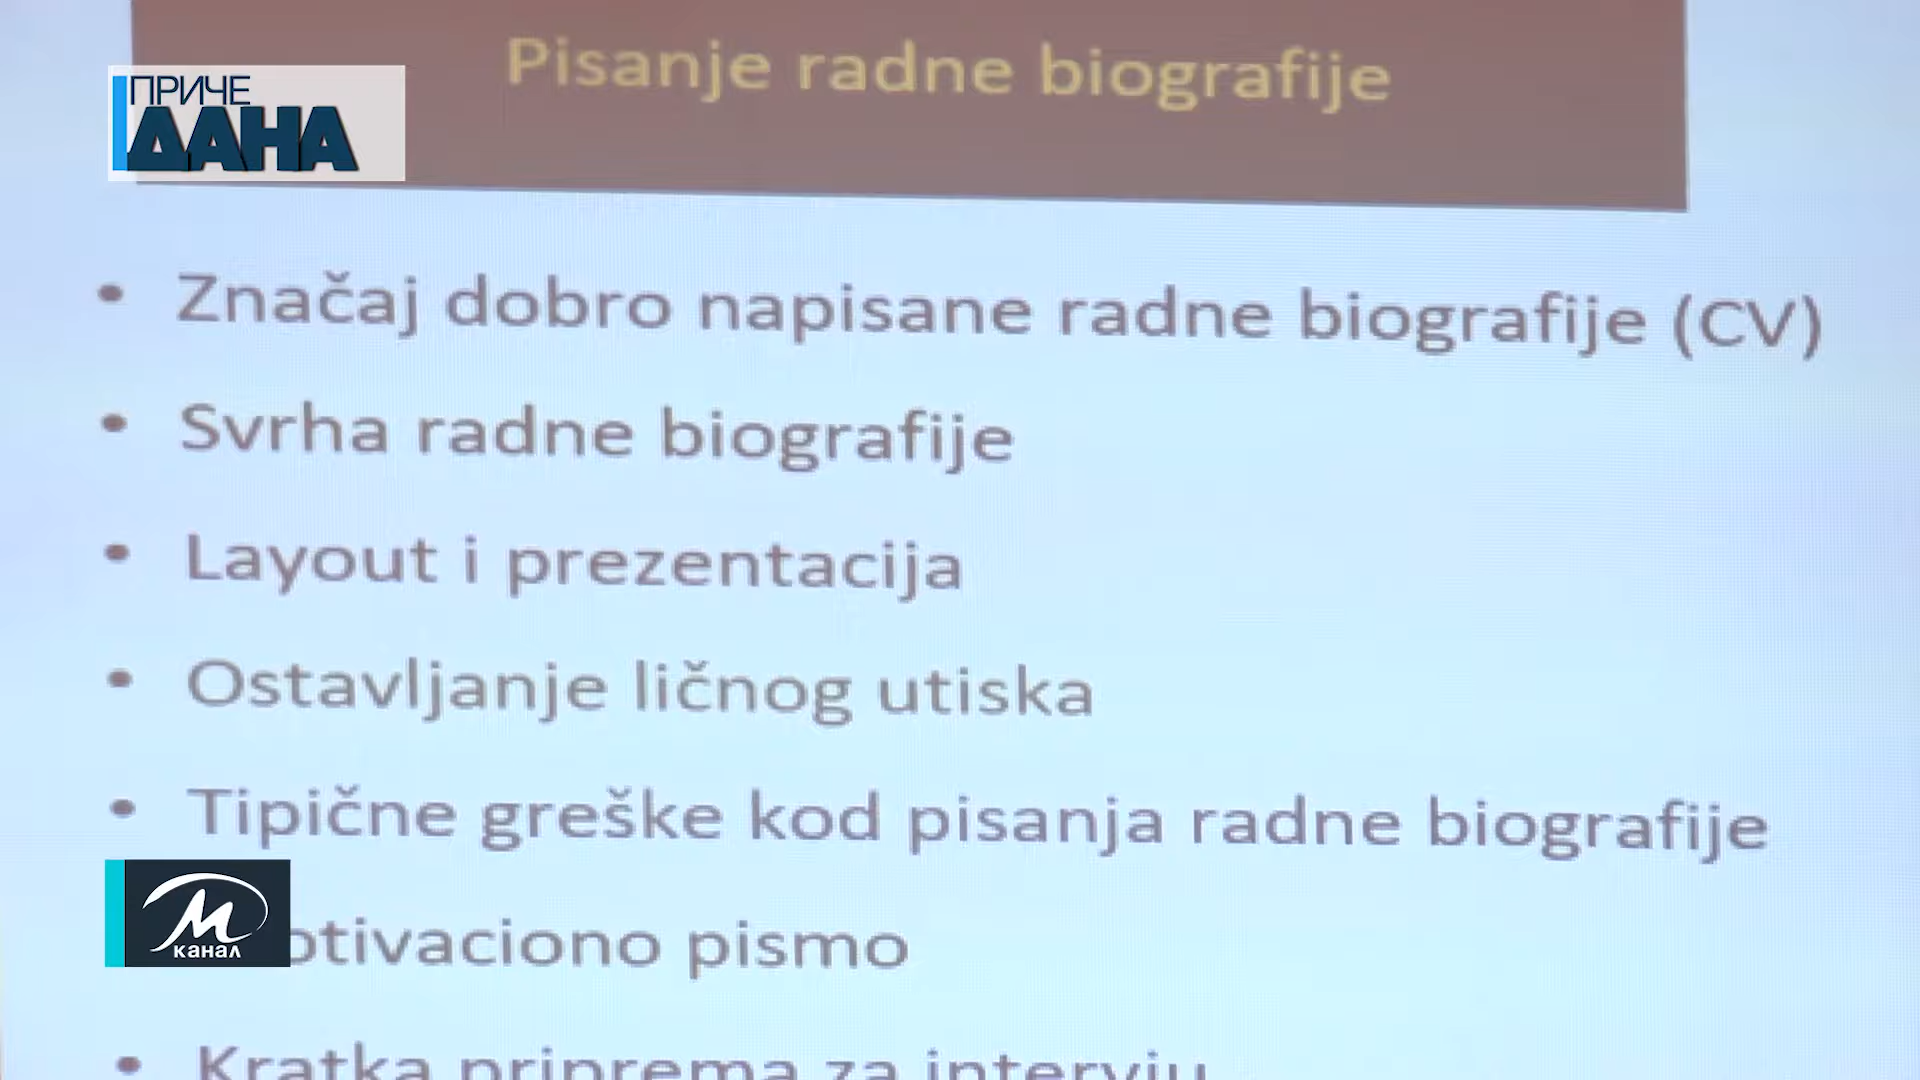 Pisanje radne biografije
ПРИЧЕ
ДАНА
• Značaj dobro napisane radne biografije (CV)
• Svrha radne biografije
• Layout i prezentacija
• Ostavljanje ličnog utiska
• Tipične greške kod pisanja radne biografije
otivaciono pismo
М
канал
• Kratka priprema za intervju